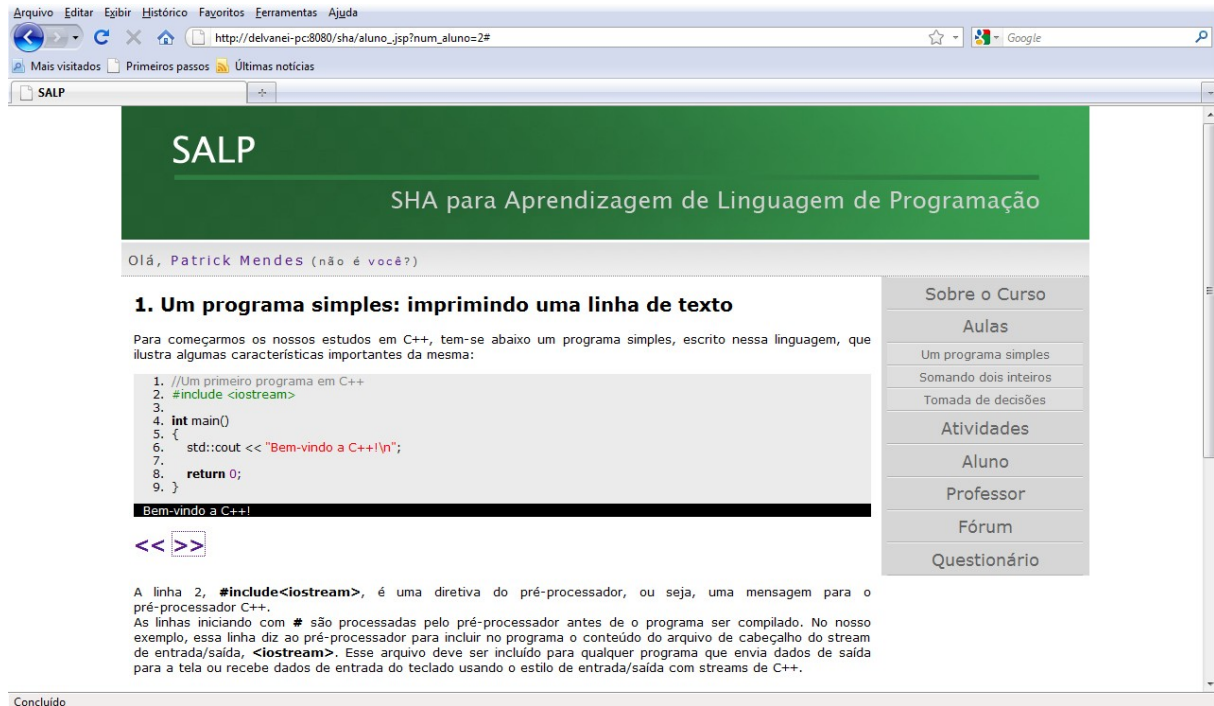 Arquivo Editar Exibir Histórico Favoritos Ferramentas Ajuda
http://delvanei-pc:8080/sha/aluno_.jsp?num_aluno=2#
Google
Mais visitados Primeiros passos Últimas notícias
SALP
SALP
SHA para Aprendizagem de Linguagem de Programação
Olá, Patrick Mendes (não é você?)
1. Um programa simples: imprimindo uma linha de texto
Para começarmos os nossos estudos em C++, tem-se abaixo um programa simples, escrito nessa linguagem, que
ilustra algumas características importantes da mesma:
1. //Um primeiro programa em C++
2. #include <iostream>
3.
4. int main()
5. {
6. std::cout << "Bem-vindo a C++!\n";
7.
8. return 0;
9. }
Bem-vindo a C++!
<< >>
A linha 2, #include<iostream>, é uma diretiva do pré-processador, ou seja, uma mensagem para o
pré-processador C++.
As linhas iniciando com # são processadas pelo pré-processador antes de o programa ser compilado. No nosso
exemplo, essa linha diz ao pré-processador para incluir no programa o conteúdo do arquivo de cabeçalho do stream
de entrada/saída, <iostream>. Esse arquivo deve ser incluído para qualquer programa que envia dados de saída
para a tela ou recebe dados de entrada do teclado usando o estilo de entrada/saída com streams de C++.
Sobre o Curso
Aulas
Um programa simples
Somando dois inteiros
Tomada de decisões
Atividades
Aluno
Professor
Fórum
Questionário
Concluído